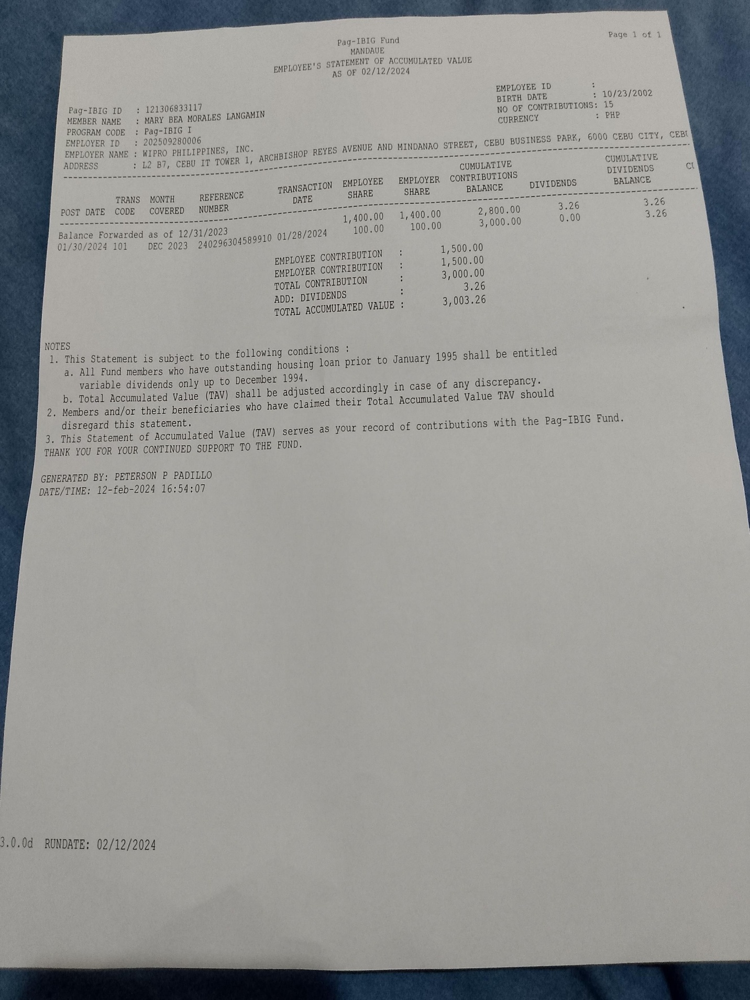 Page 1 of 1
Pag-IBIG Fund
MANDAUE
EMPLOYEE'S STATEMENT OF ACCUMULATED VALUE
AS OF 02/12/2024
EMPLOYEE ID :
BIRTH DATE : 10/23/2002
NO OF CONTRIBUTIONS: 15
CURRENCY : PHP
Pag-IBIG ID : 121306833117
MEMBER NAME : MARY BEA MORALES LANGAMIN
PROGRAM CODE : Pag-IBIG I
EMPLOYER ID : 202509280006
EMPLOYER NAME : WIPRO PHILIPPINES, INC.
ADDRESS : L2 B7, CEBU IT TOWER 1, ARCHBISHOP REYES AVENUE AND MINDANAO STREET, CEBU BUSINESS PARK, 6000 CEBU CITY, CEB
POST DATE TRANS CODE MONTH COVERED REFERENCE NUMBER TRANSACTION DATE EMPLOYEE SHARE EMPLOYER SHARE CUMULATIVE CONTRIBUTIONS BALANCE DIVIDENDS CUMULATIVE DIVIDENDS BALANCE
Balance Forwarded as of 12/31/2023 1,400.00 1,400.00 2,800.00 3.26 3.26
01/30/2024 101 DEC 2023 240296304589910 01/28/2024 100.00 100.00 3,000.00 0.00 3.26
EMPLOYEE CONTRIBUTION : 1,500.00
EMPLOYER CONTRIBUTION : 1,500.00
TOTAL CONTRIBUTION : 3,000.00
ADD: DIVIDENDS : 3.26
TOTAL ACCUMULATED VALUE : 3,003.26
NOTES
1. This Statement is subject to the following conditions :
a. All Fund members who have outstanding housing loan prior to January 1995 shall be entitled
variable dividends only up to December 1994.
b. Total Accumulated Value (TAV) shall be adjusted accordingly in case of any discrepancy.
2. Members and/or their beneficiaries who have claimed their Total Accumulated Value TAV should
disregard this statement.
3. This Statement of Accumulated Value (TAV) serves as your record of contributions with the Pag-IBIG Fund.
THANK YOU FOR YOUR CONTINUED SUPPORT TO THE FUND.
GENERATED BY: PETERSON P PADILLO
DATE/TIME: 12-feb-2024 16:54:07
3.0.0d RUNDATE: 02/12/2024